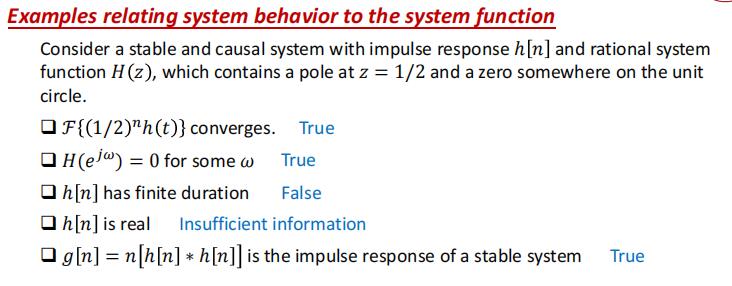 Examples relating system behavior to the system function
Consider a stable and causal system with impulse response h[n] and rational system
function H(z), which contains a pole at z = 1/2 and a zero somewhere on the unit
circle.
❑ ℱ{(1/2)ⁿh(t)} converges. True
❑ H(e^{jω}) = 0 for some ω True
❑ h[n] has finite duration False
❑ h[n] is real Insufficient information
❑ g[n] = n[h[n] ∗ h[n]] is the impulse response of a stable system True